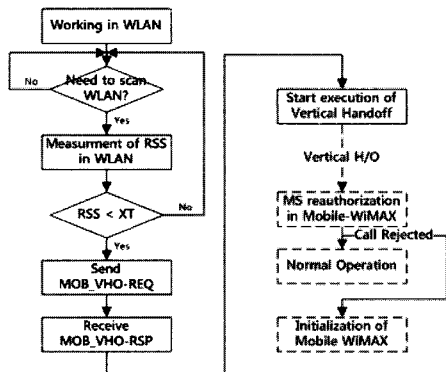 Working in WLAN
No
Need to scan
WLAN?
Yes
Measurment of RSS
in WLAN
RSS < XT
No
Yes
Send
MOB_VHO-REQ
Receive
MOB_VHO-RSP
Start execution of
Vertical Handoff
Vertical H/O
MS reauthorization
in Mobile-WiMAX
Call Rejected
Normal Operation
Initialization of
Mobile WiMAX